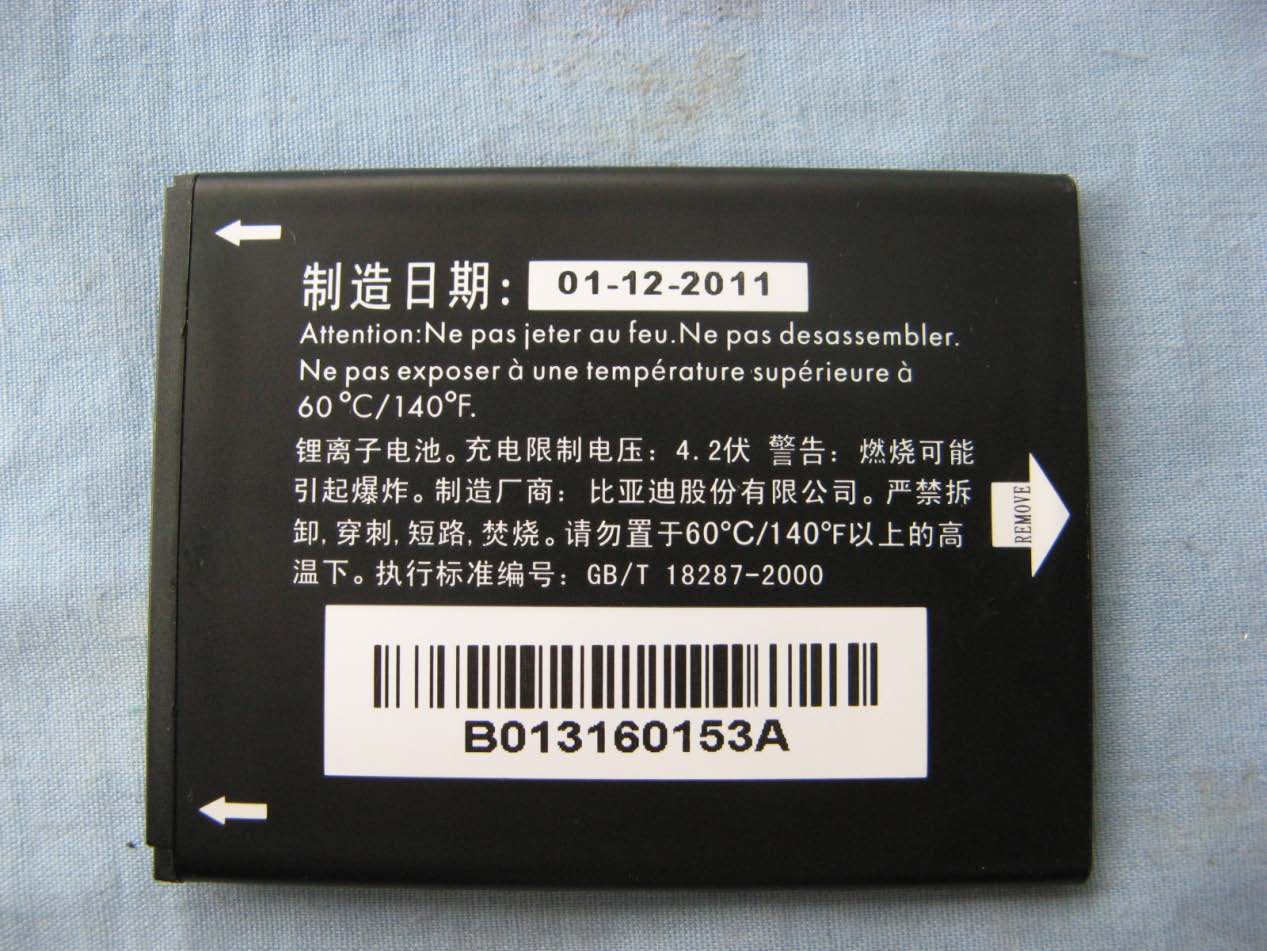 制造日期: 01-12-2011
Attention:Ne pas jeter au feu.Ne pas desassembler.
Ne pas exposer à une température supérieure à
60°C/140°F.
锂离子电池。充电限制电压: 4.2伏 警告: 燃烧可能
引起爆炸。制造厂商: 比亚迪股份有限公司。严禁拆
卸,穿刺,短路,焚烧。请勿置于60°C/140°F以上的高
温下。执行标准编号: GB/T 18287-2000
REMOVE
B013160153A